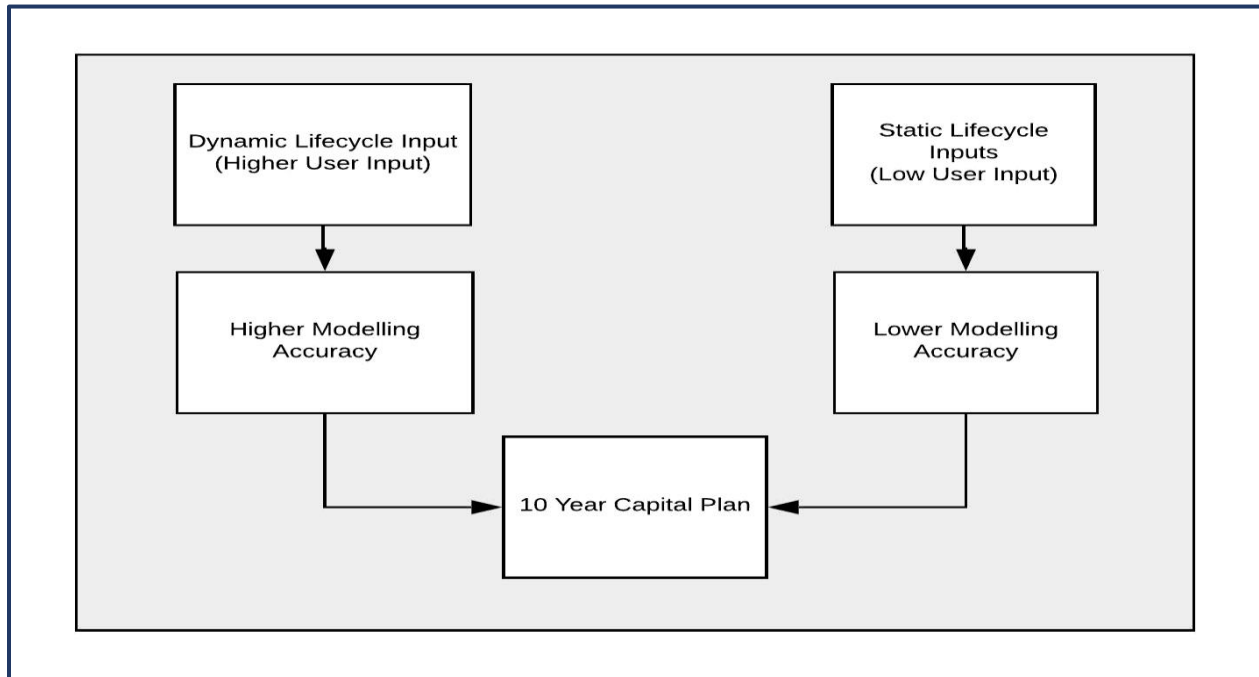 Dynamic Lifecycle Input
(Higher User Input)
Static Lifecycle
Inputs
(Low User Input)
Higher Modelling
Accuracy
Lower Modelling
Accuracy
10 Year Capital Plan